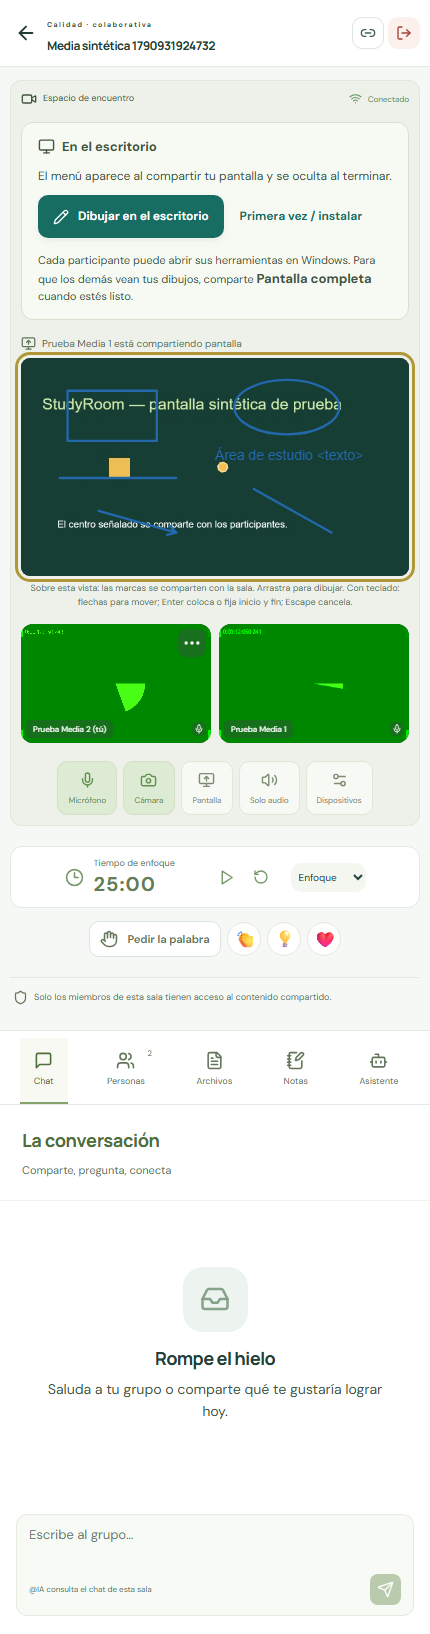 Calidad · colaborativa
Media sintética 1790931924732
Espacio de encuentro
Conectado
En el escritorio
El menú aparece al compartir tu pantalla y se oculta al terminar.
Dibujar en el escritorio
Primera vez / instalar
Cada participante puede abrir sus herramientas en Windows. Para
que los demás vean tus dibujos, comparte Pantalla completa
cuando estés listo.
Prueba Media 1 está compartiendo pantalla
StudyRoom — pantalla sintética de prueba
Área de estudio <texto>
El centro señalado se comparte con los participantes.
Sobre esta vista: las marcas se comparten con la sala. Arrastra para dibujar. Con teclado:
flechas para mover; Enter coloca o fija inicio y fin; Escape cancela.
Prueba Media 2 (tú)
Prueba Media 1
Micrófono
Cámara
Pantalla
Solo audio
Dispositivos
Tiempo de enfoque
25:00
Enfoque
Pedir la palabra
Solo los miembros de esta sala tienen acceso al contenido compartido.
Chat
Personas
2
Archivos
Notas
Asistente
La conversación
Comparte, pregunta, conecta
Rompe el hielo
Saluda a tu grupo o comparte qué te gustaría lograr
hoy.
Escribe al grupo...
@IA consulta el chat de esta sala